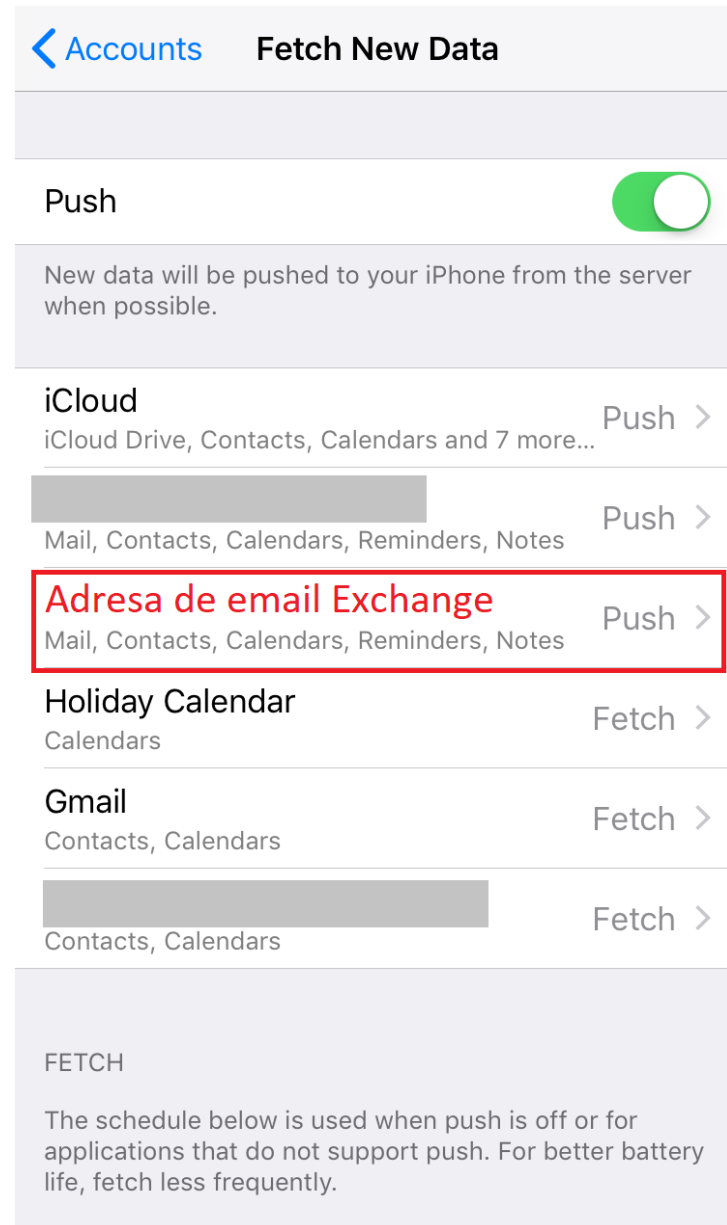 Accounts
Fetch New Data
Push
New data will be pushed to your iPhone from the server
when possible.
iCloud
iCloud Drive, Contacts, Calendars and 7 more...
Push
Mail, Contacts, Calendars, Reminders, Notes
Push
Adresa de email Exchange
Mail, Contacts, Calendars, Reminders, Notes
Push
Holiday Calendar
Calendars
Fetch
Gmail
Contacts, Calendars
Fetch
Contacts, Calendars
Fetch
FETCH
The schedule below is used when push is off or for
applications that do not support push. For better battery
life, fetch less frequently.